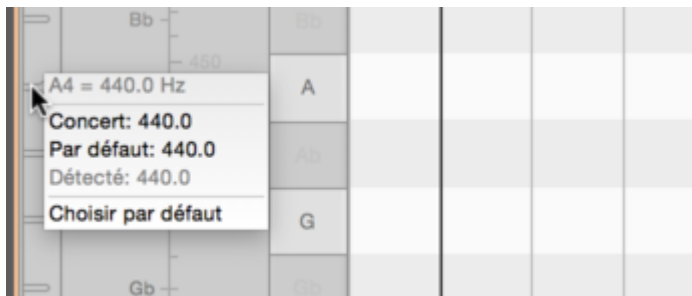 Bb Bb
450
A4 = 440.0 Hz
A
Concert: 440.0
Par défaut: 440.0
Ab
Détecté: 440.0
Choisir par défaut
G
Gb Gb